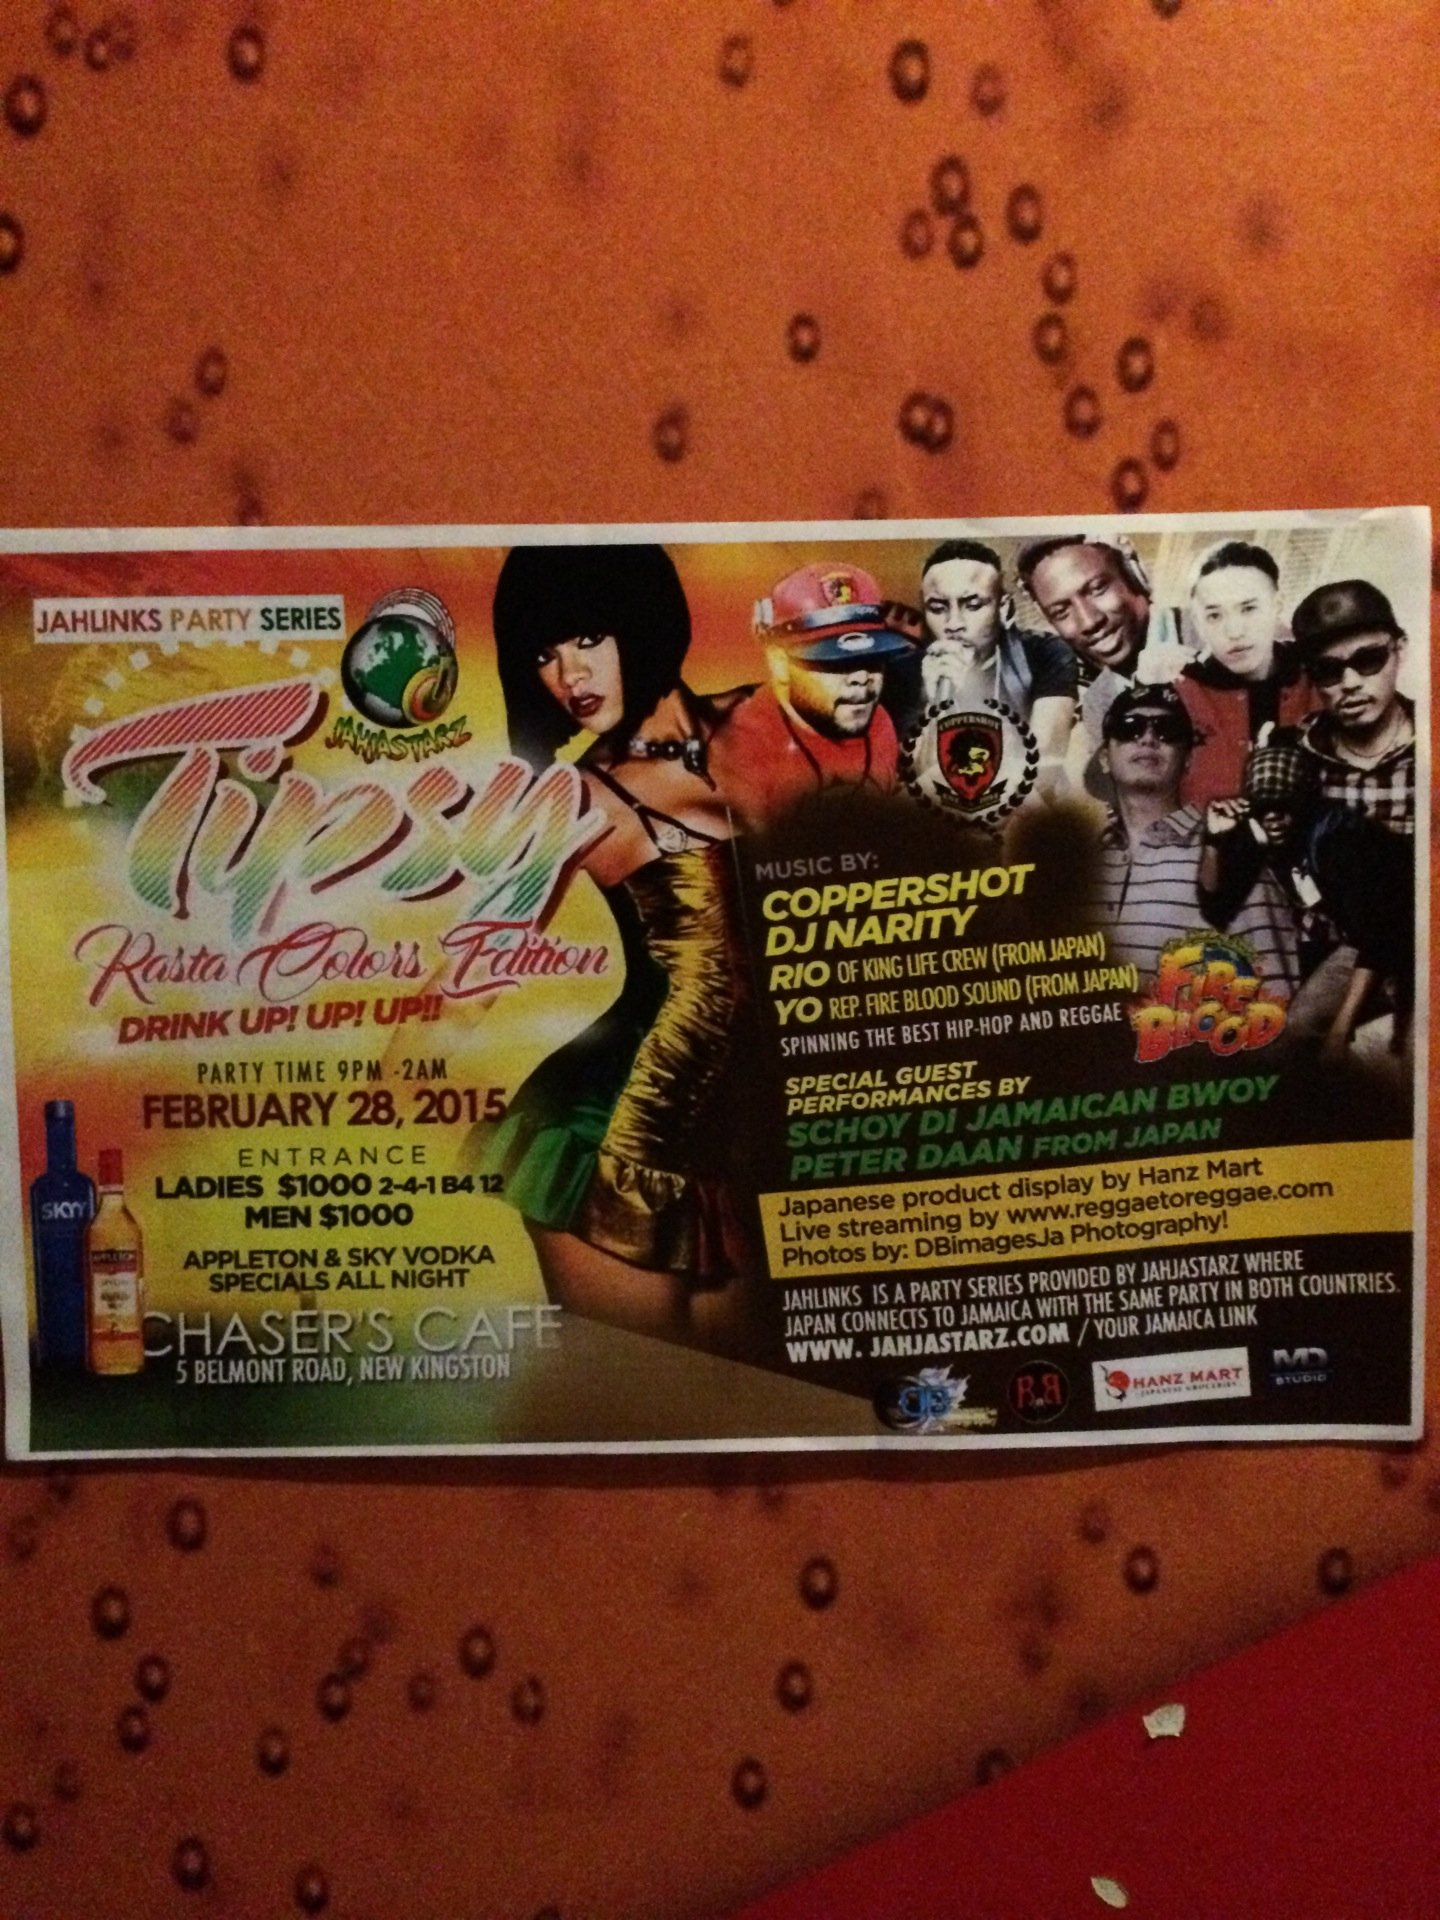 JAHLINKS PARTY SERIES
JAHJASTARZ
Tipsy
Rasta Colors Edition
DRINK UP! UP! UP!!
PARTY TIME 9PM -2AM
FEBRUARY 28, 2015
ENTRANCE
LADIES $1000 2-4-1 B4 12
MEN $1000
APPLETON & SKY VODKA
SPECIALS ALL NIGHT
SKYY
APPLETON
CHASER'S CAFE
5 BELMONT ROAD, NEW KINGSTON
COPPERSHOT
MUSIC BY:
COPPERSHOT
DJ NARITY
RIO OF KING LIFE CREW (FROM JAPAN)
YO REP. FIRE BLOOD SOUND (FROM JAPAN)
SPINNING THE BEST HIP-HOP AND REGGAE
FIRE
BLOOD
SPECIAL GUEST
PERFORMANCES BY
SCHOY DI JAMAICAN BWOY
PETER DAAN FROM JAPAN
Japanese product display by Hanz Mart
Live streaming by www.reggaetoreggae.com
Photos by: DBimagesJa Photography!
JAHLINKS IS A PARTY SERIES PROVIDED BY JAHJASTARZ WHERE
JAPAN CONNECTS TO JAMAICA WITH THE SAME PARTY IN BOTH COUNTRIES.
WWW. JAHJASTARZ.COM / YOUR JAMAICA LINK
HANZ MART
JAPANESE GROCERIES
MD
STUDIO